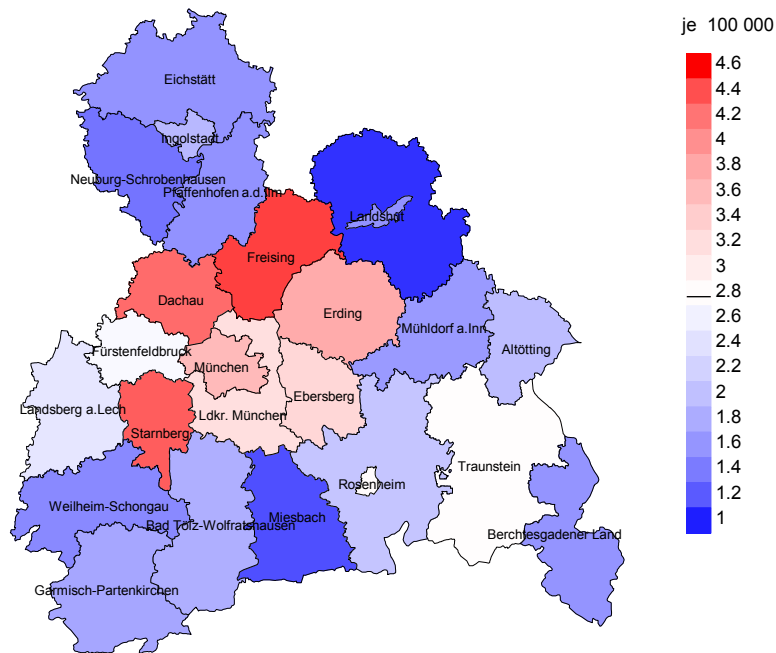 je 100 000
4.6
4.4
4.2
4
3.8
3.6
3.4
3.2
3
2.8
2.6
2.4
2.2
2
1.8
1.6
1.4
1.2
1
Eichstätt
Ingolstadt
Neuburg-Schrobenhausen
Pfaffenhofen a.d.Ilm
Landshut
Freising
Dachau
Erding
Mühldorf a.Inn
Altötting
Fürstenfeldbruck
München
Ebersberg
Landsberg a.Lech
Ldkr. München
Starnberg
Traunstein
Rosenheim
Weilheim-Schongau
Miesbach
Bad Tölz-Wolfratshausen
Berchtesgadener Land
Garmisch-Partenkirchen